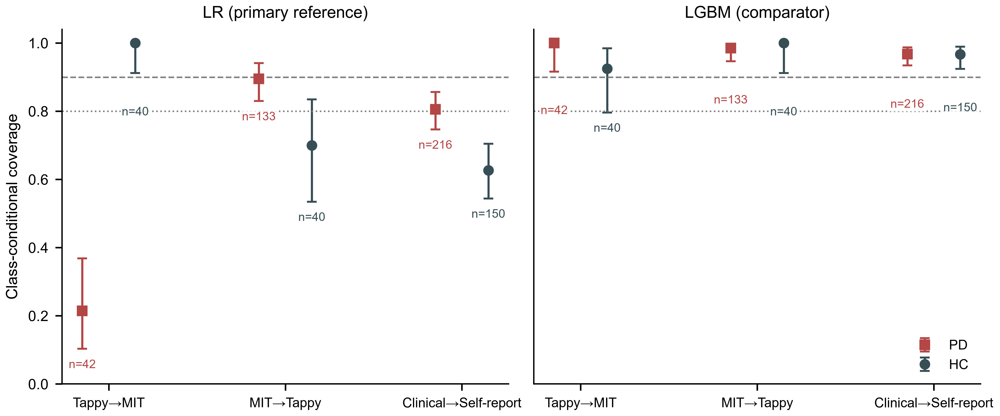 LR (primary reference)
LGBM (comparator)
Class-conditional coverage
1.0
0.8
0.6
0.4
0.2
0.0
n=42
n=40
n=133
n=40
n=216
n=150
Tappy→MIT
MIT→Tappy
Clinical→Self-report
n=42
n=40
n=133
n=40
n=216
n=150
PD
HC
Tappy→MIT
MIT→Tappy
Clinical→Self-report